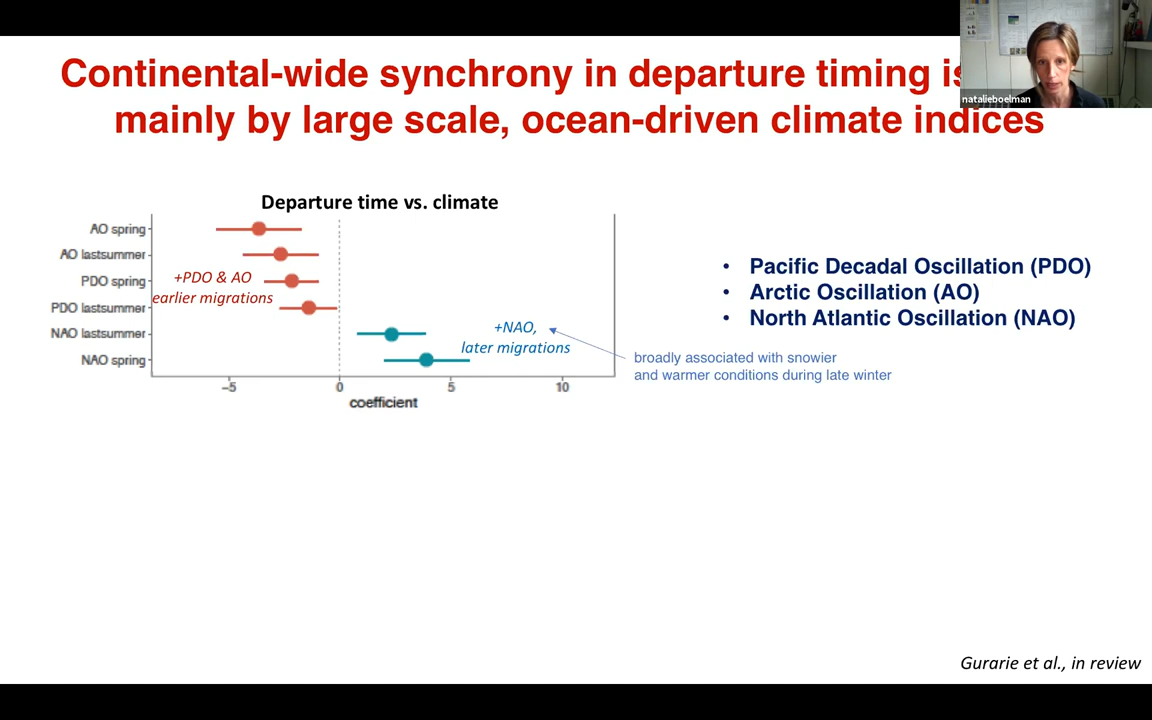 Continental-wide synchrony in departure timing is
mainly by large scale, ocean-driven climate indices
natalieboelman
Departure time vs. climate
AO spring
AO lastsummer
PDO spring
PDO lastsummer
NAO lastsummer
NAO spring
+PDO & AO
earlier migrations
+NAO,
later migrations
−5 0 5 10
coefficient
• Pacific Decadal Oscillation (PDO)
• Arctic Oscillation (AO)
• North Atlantic Oscillation (NAO)
broadly associated with snowier
and warmer conditions during late winter
Gurarie et al., in review